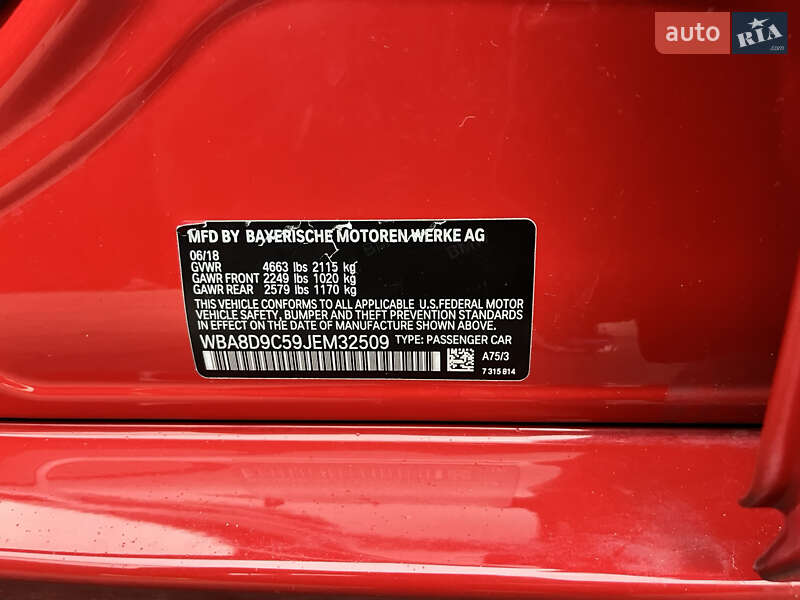 auto RIA
.com
MFD BY BAYERISCHE MOTOREN WERKE AG
06/18
GVWR 4663 lbs 2115 kg
GAWR FRONT 2249 lbs 1020 kg
GAWR REAR 2579 lbs 1170 kg
THIS VEHICLE CONFORMS TO ALL APPLICABLE U.S.FEDERAL MOTOR
VEHICLE SAFETY, BUMPER AND THEFT PREVENTION STANDARDS
IN EFFECT ON THE DATE OF MANUFACTURE SHOWN ABOVE.
WBA8D9C59JEM32509 TYPE: PASSENGER CAR
A75/3
7 315 814